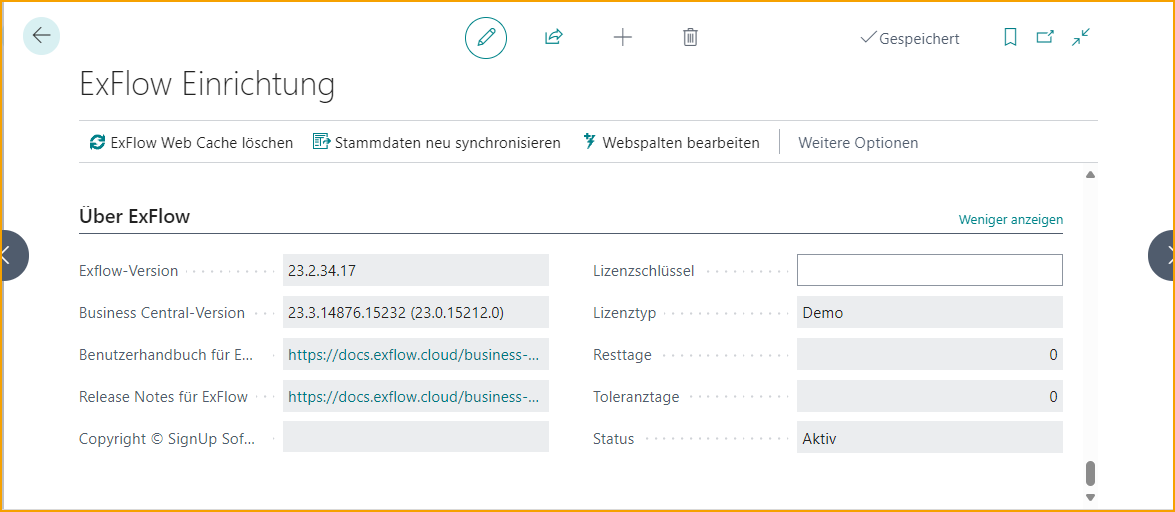 Gespeichert
ExFlow Einrichtung
ExFlow Web Cache löschen Stammdaten neu synchronisieren Webspalten bearbeiten Weitere Optionen
Über ExFlow Weniger anzeigen
Exflow-Version 23.2.34.17 Lizenzschlüssel
Business Central-Version 23.3.14876.15232 (23.0.15212.0) Lizenztyp Demo
Benutzerhandbuch für E... https://docs.exflow.cloud/business-... Resttage 0
Release Notes für ExFlow https://docs.exflow.cloud/business-... Toleranztage 0
Copyright © SignUp Sof... Status Aktiv